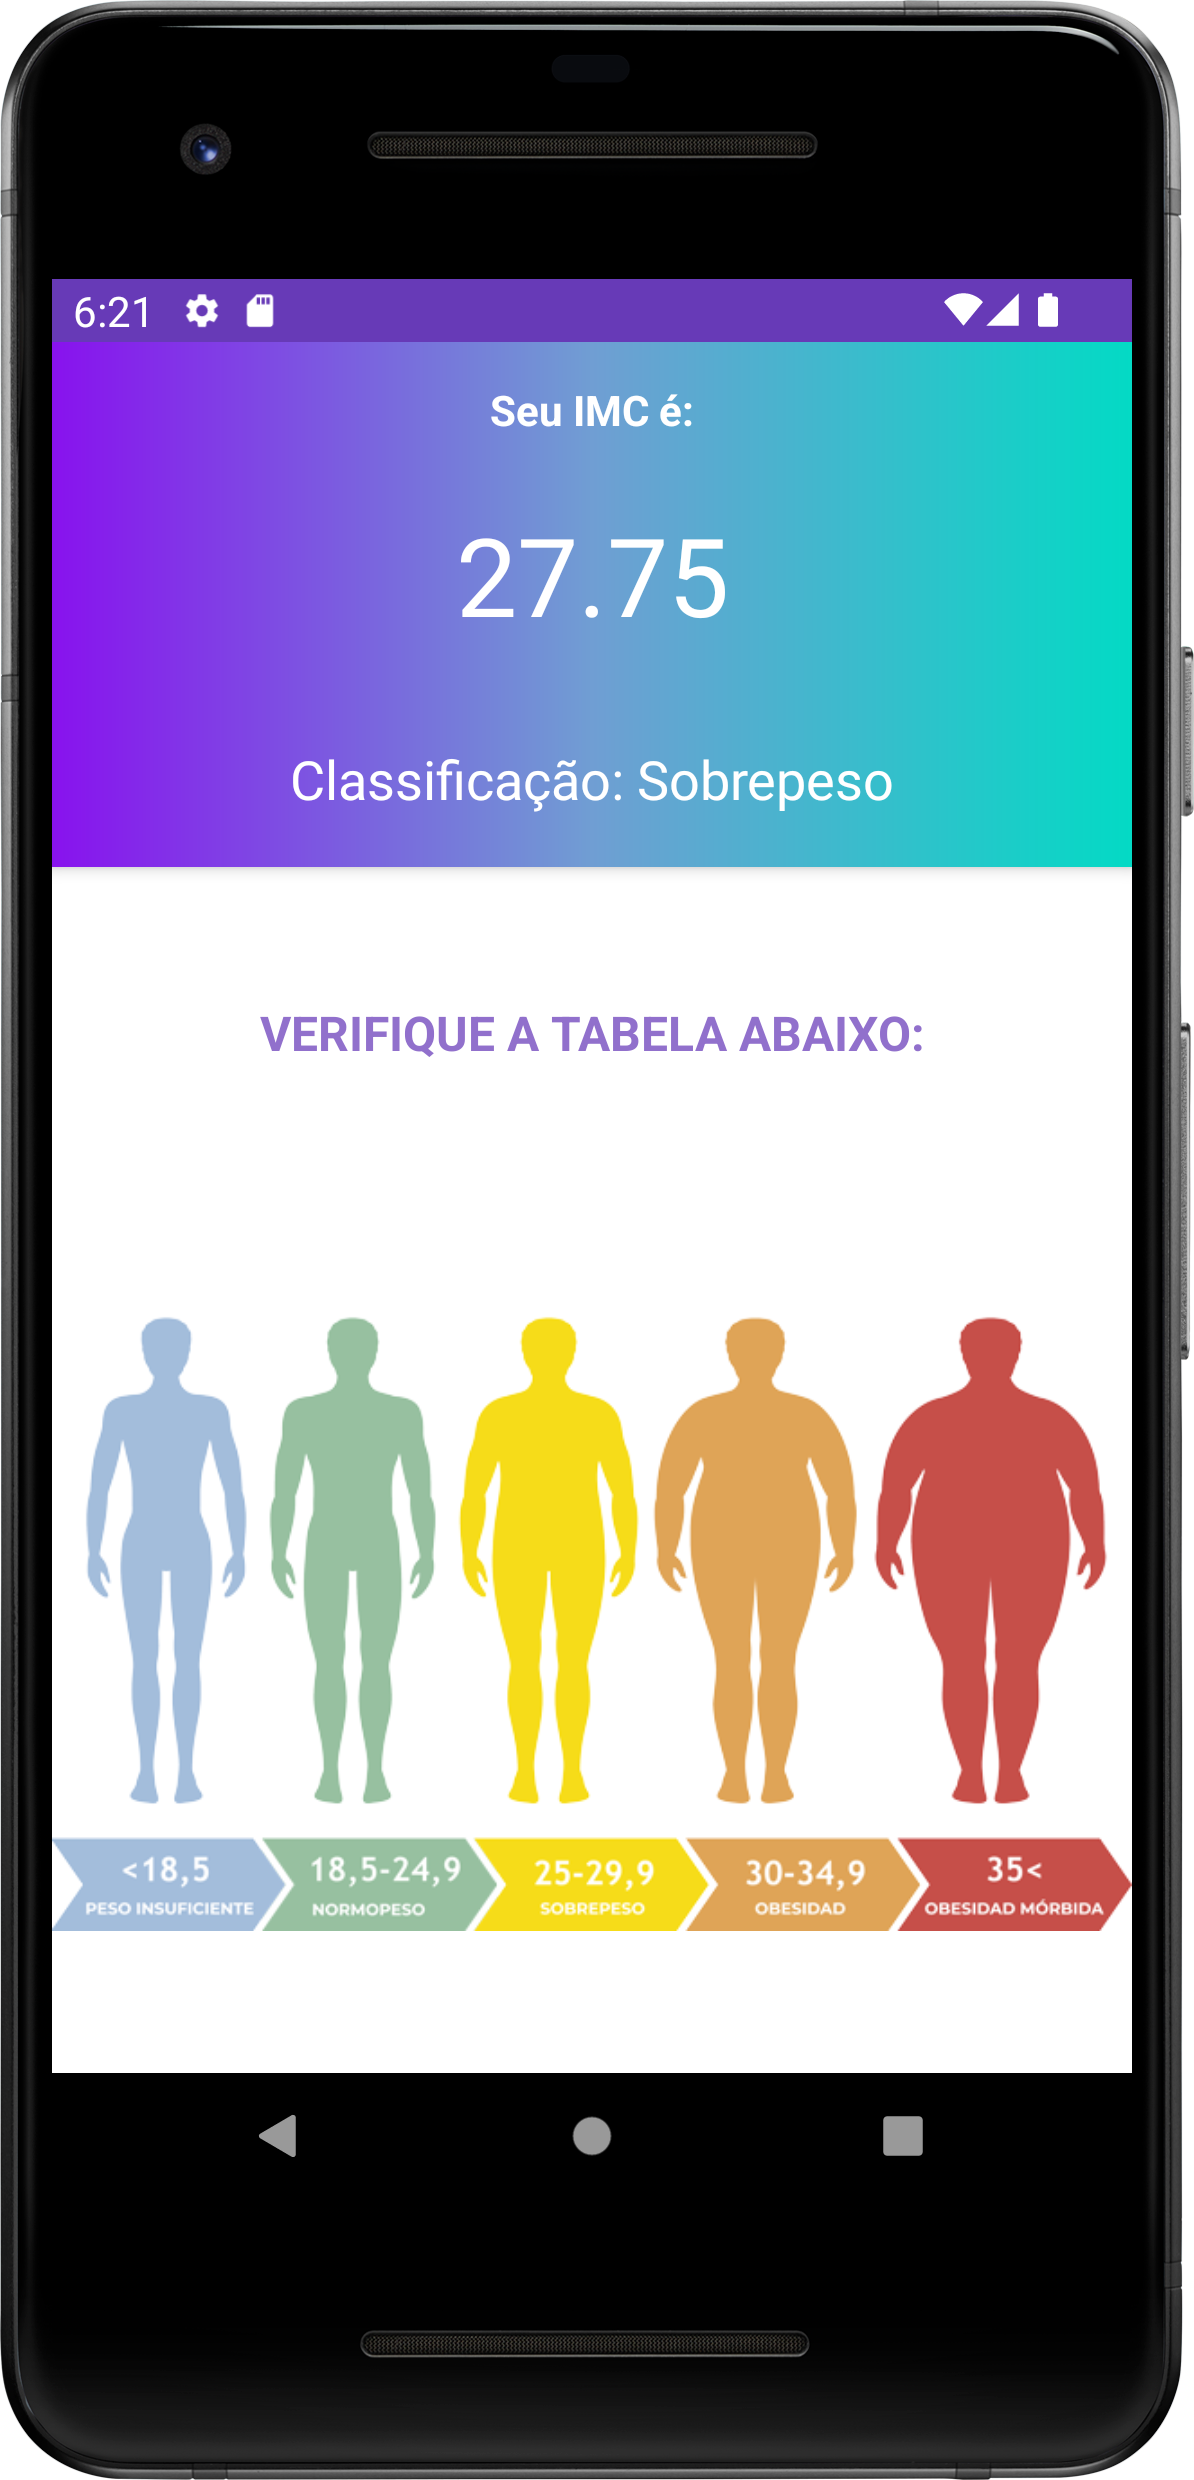 6:21
Seu IMC é:
27.75
Classificação: Sobrepeso
VERIFIQUE A TABELA ABAIXO:
<18,5 18,5-24,9 25-29,9 30-34,9 35<
PESO INSUFICIENTE NORMOPESO SOBREPESO OBESIDAD OBESIDAD MÓRBIDA